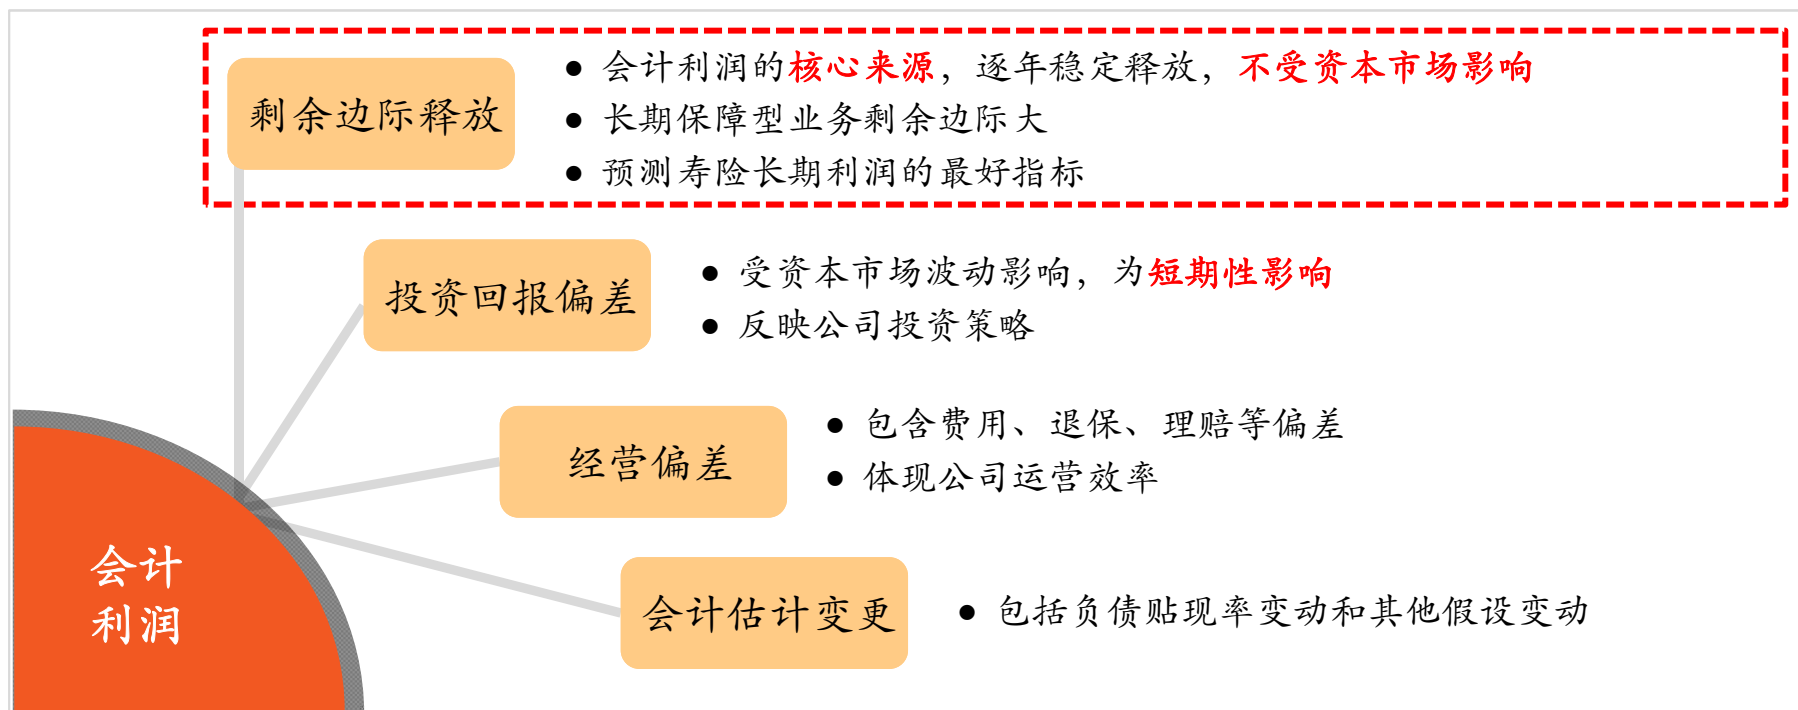 剩余边际释放
● 会计利润的核心来源，逐年稳定释放，不受资本市场影响
● 长期保障型业务剩余边际大
● 预测寿险长期利润的最好指标
投资回报偏差
● 受资本市场波动影响，为短期性影响
● 反映公司投资策略
经营偏差
● 包含费用、退保、理赔等偏差
● 体现公司运营效率
会计估计变更
● 包括负债贴现率变动和其他假设变动
会计
利润